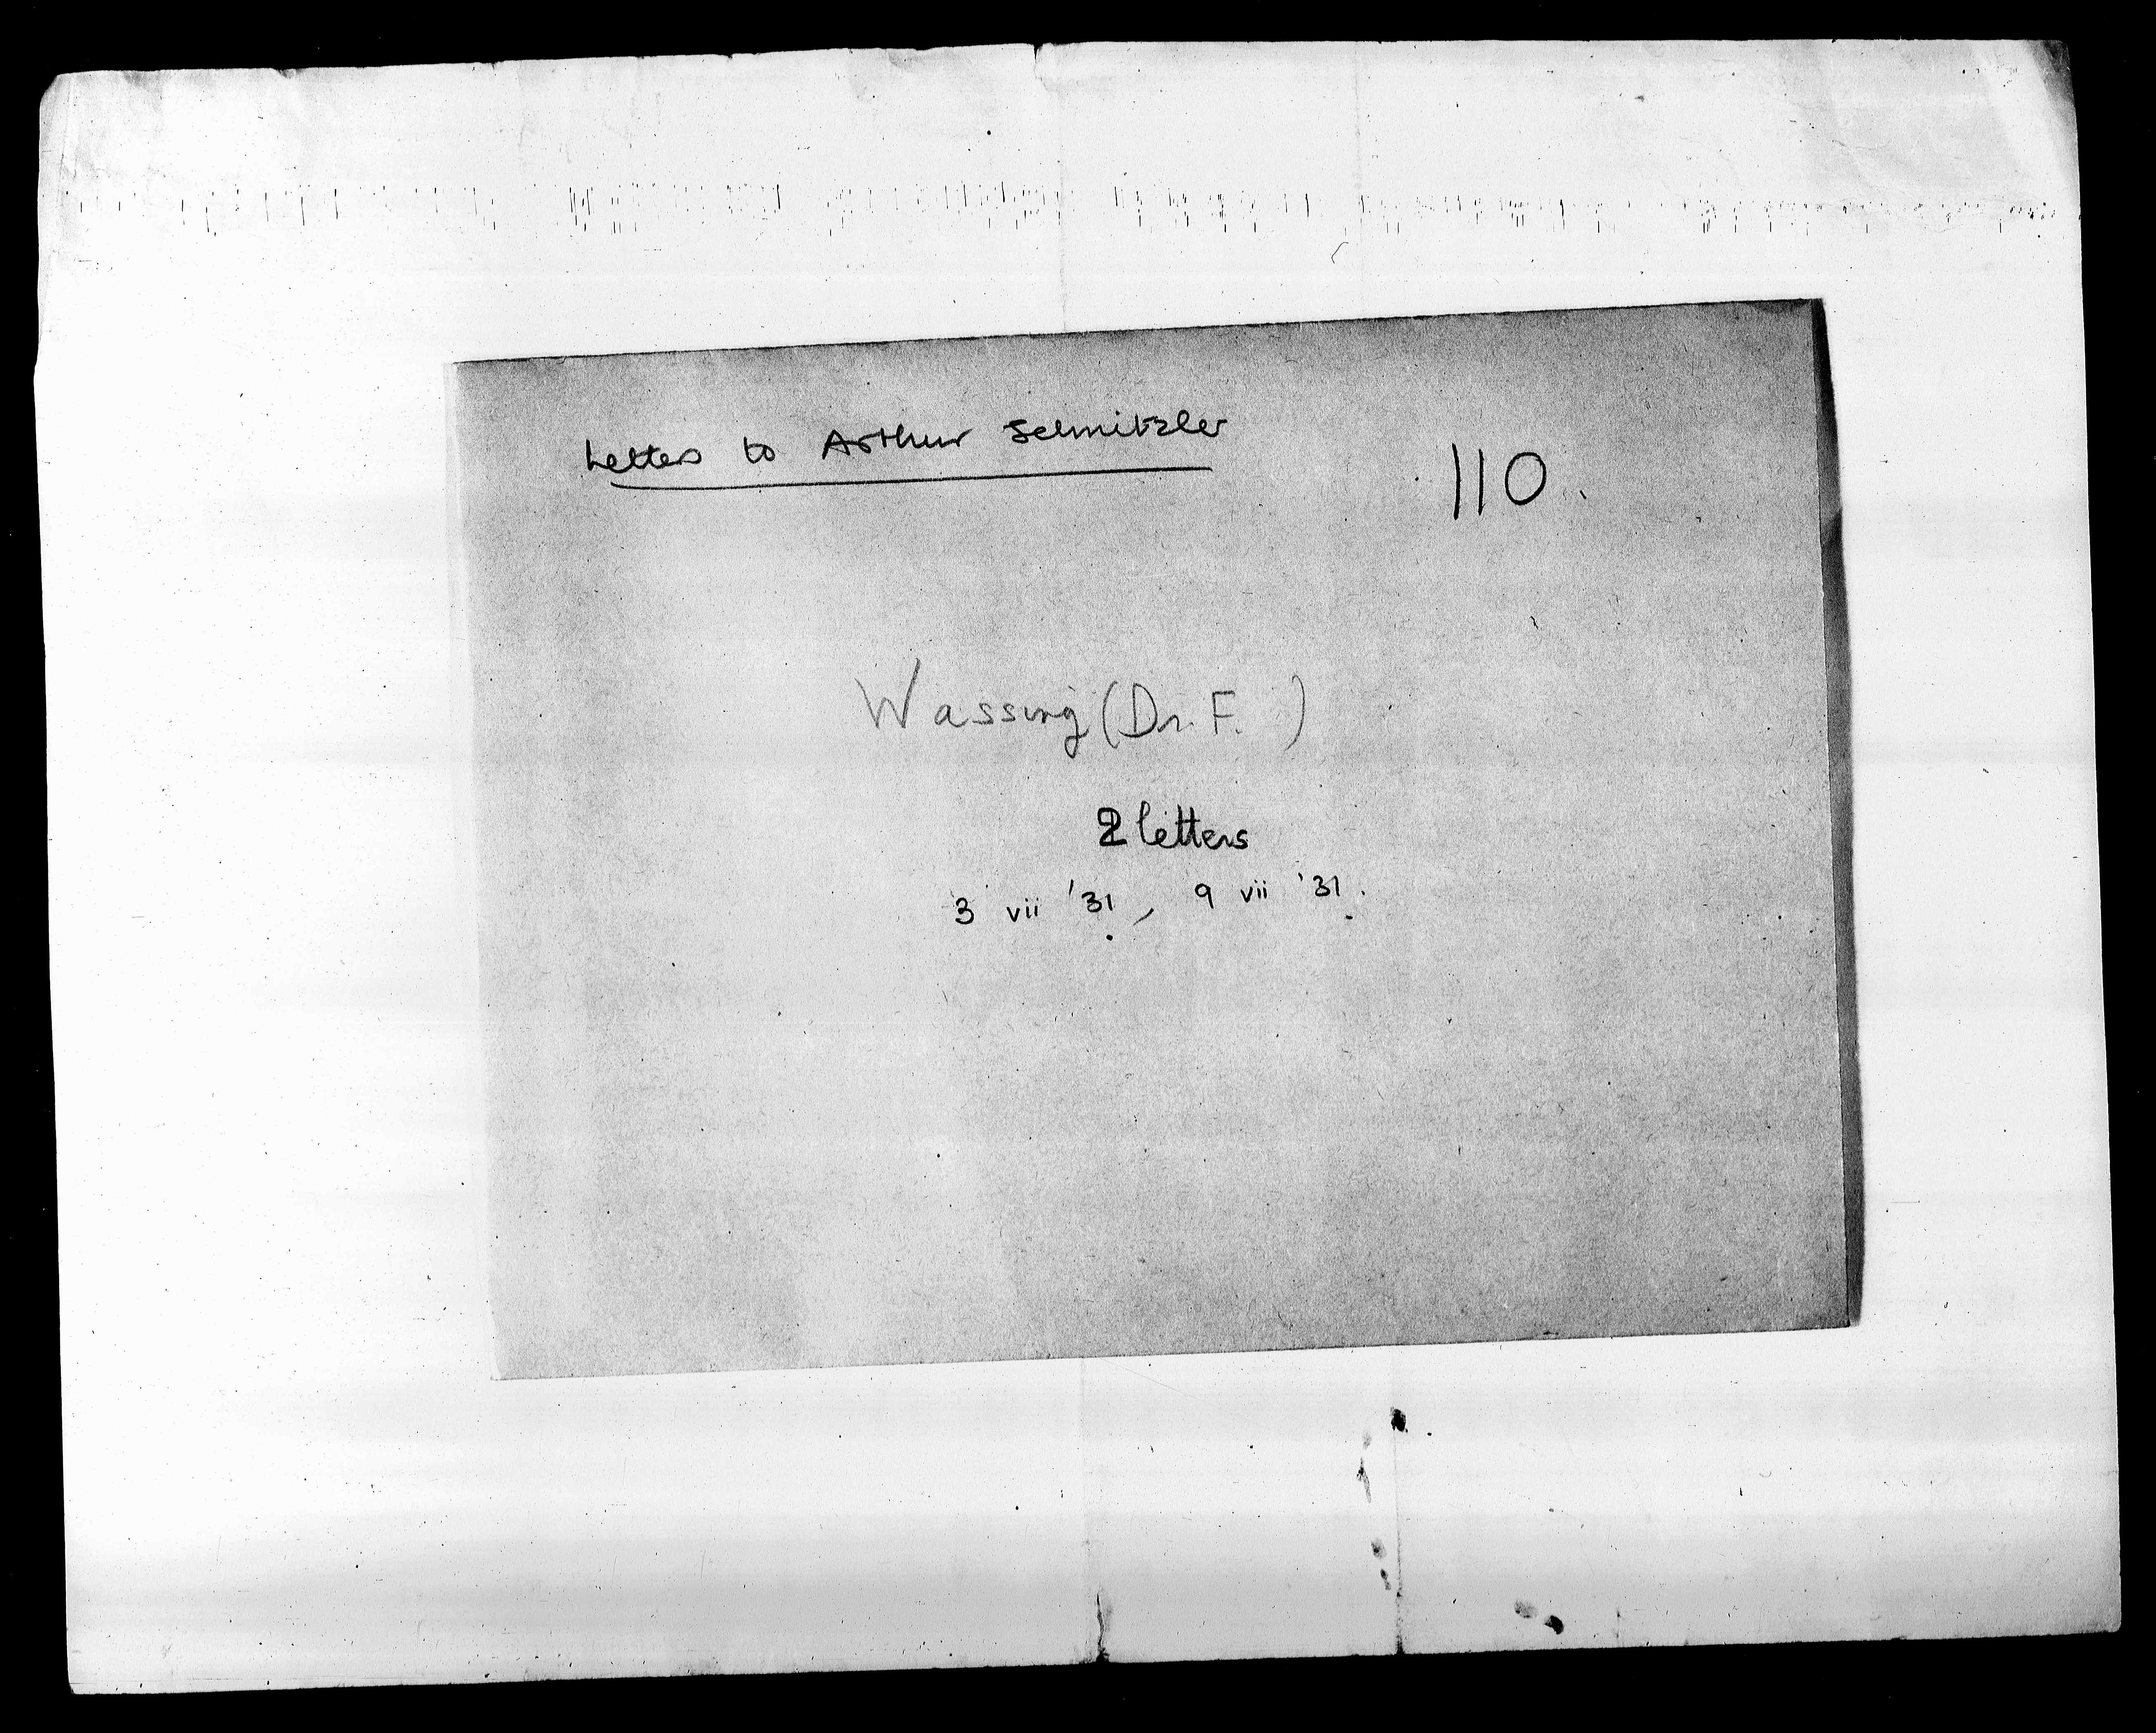 Letters to Arthur Schnitzler
110.
Wassing (Dr. F. )
2 letters
3 vii '31, 9 vii '31.